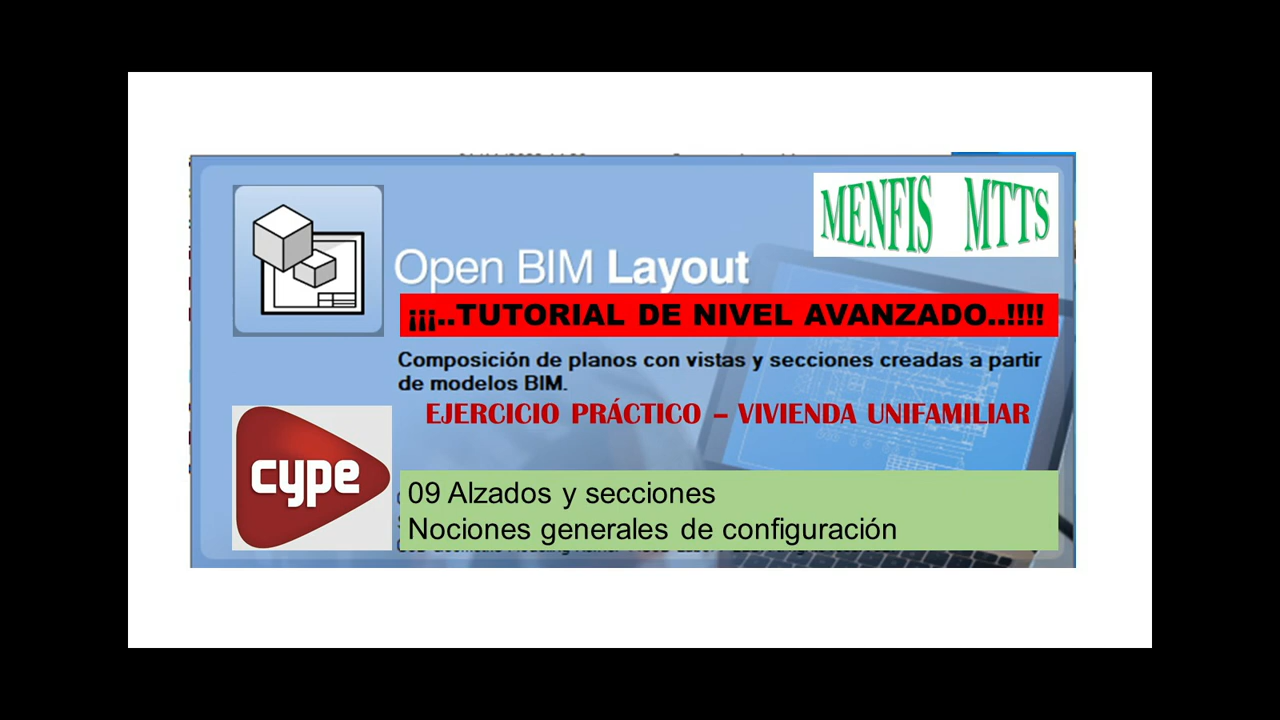 MENFIS MTTS
Open BIM Layout
¡¡¡..TUTORIAL DE NIVEL AVANZADO..!!!!
Composición de planos con vistas y secciones creadas a partir
de modelos BIM.
EJERCICIO PRÁCTICO – VIVIENDA UNIFAMILIAR
cype
09 Alzados y secciones
Nociones generales de configuración